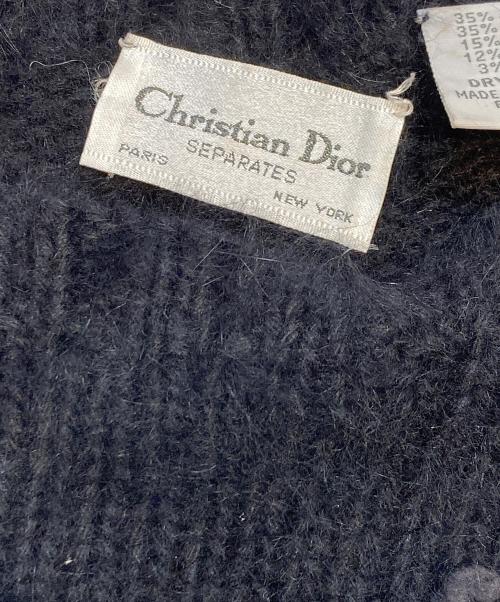 Christian Dior
SEPARATES
PARIS
NEW YORK
35%
35%
15%
12%
3%
DRY
MADE